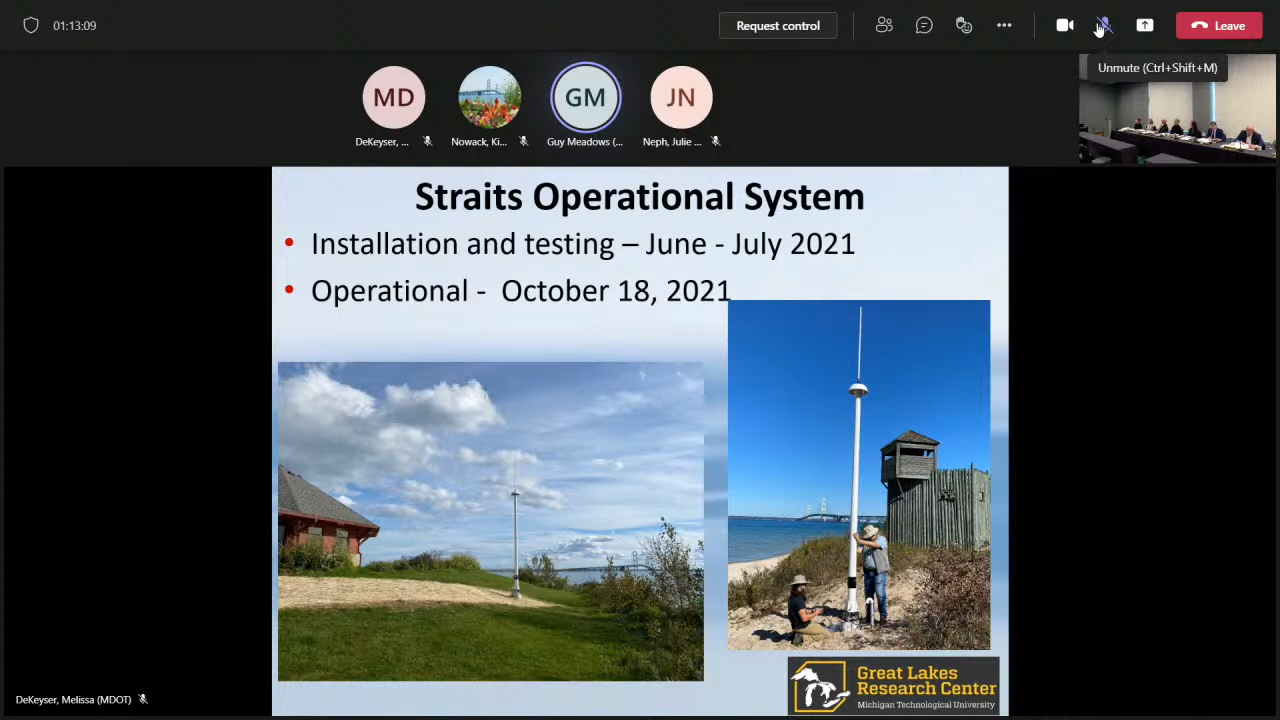 01:13:09
Request control
Leave
Unmute (Ctrl+Shift+M)
MD
GM
JN
DeKeyser, ...
Nowack, Ki...
Guy Meadows (...
Neph, Julie ...
Straits Operational System
• Installation and testing – June - July 2021
• Operational - October 18, 2021
Great Lakes
Research Center
Michigan Technological University
DeKeyser, Melissa (MDOT)